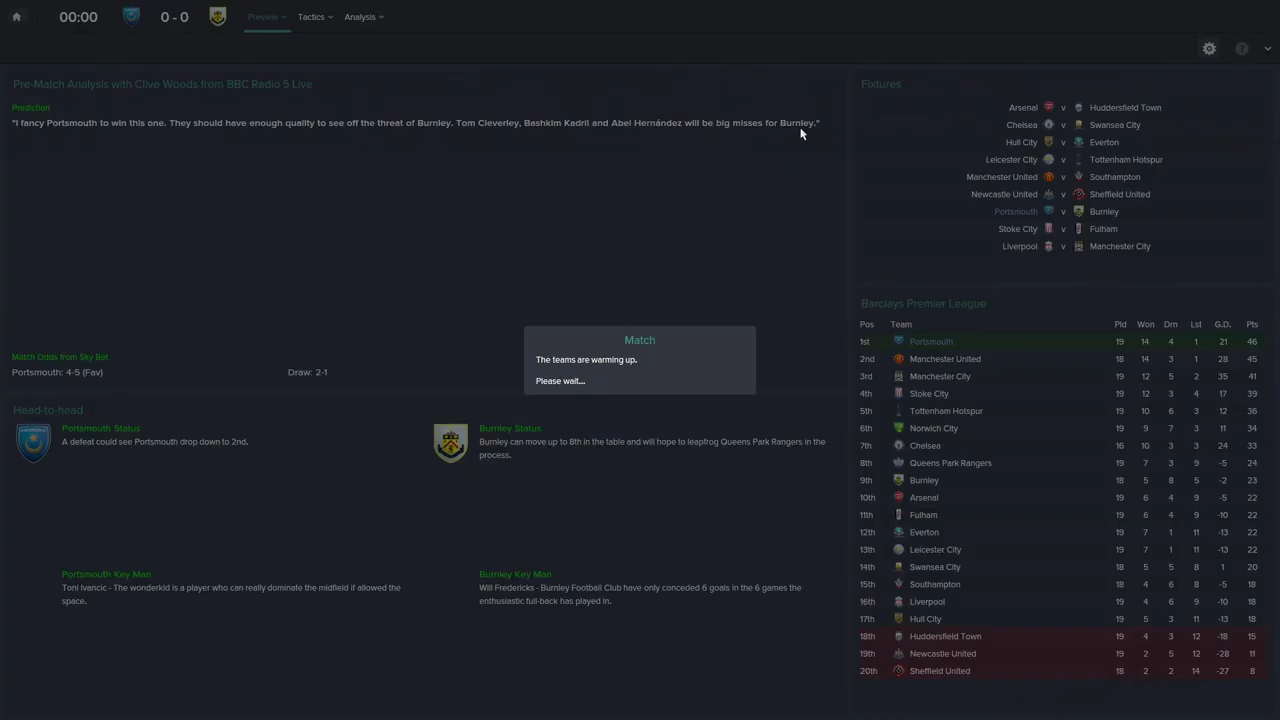 00:00 0 - 0 Preview Tactics Analysis
Pre-Match Analysis with Clive Woods from BBC Radio 5 Live
Prediction
"I fancy Portsmouth to win this one. They should have enough quality to see off the threat of Burnley. Tom Cleverley, Bashkim Kadrii and Abel Hernández will be big misses for Burnley."
Match Odds from Sky Bet
Portsmouth: 4-5 (Fav) Draw: 2-1
Head-to-head
Portsmouth Status
A defeat could see Portsmouth drop down to 2nd.
Burnley Status
Burnley can move up to 8th in the table and will hope to leapfrog Queens Park Rangers in the
process.
Portsmouth Key Man
Toni Ivancic - The wonderkid is a player who can really dominate the midfield if allowed the
space.
Burnley Key Man
Will Fredericks - Burnley Football Club have only conceded 6 goals in the 6 games the
enthusiastic full-back has played in.
Match
The teams are warming up.
Please wait...
Fixtures
Arsenal v Huddersfield Town
Chelsea v Swansea City
Hull City v Everton
Leicester City v Tottenham Hotspur
Manchester United v Southampton
Newcastle United v Sheffield United
Portsmouth v Burnley
Stoke City v Fulham
Liverpool v Manchester City
Barclays Premier League
Pos Team Pld Won Drn Lst G.D. Pts
1st Portsmouth 19 14 4 1 21 46
2nd Manchester United 18 14 3 1 28 45
3rd Manchester City 19 12 5 2 35 41
4th Stoke City 19 12 3 4 17 39
5th Tottenham Hotspur 19 10 6 3 12 36
6th Norwich City 19 9 7 3 11 34
7th Chelsea 16 10 3 3 24 33
8th Queens Park Rangers 19 7 3 9 -5 24
9th Burnley 18 5 8 5 -2 23
10th Arsenal 19 6 4 9 -5 22
11th Fulham 19 6 4 9 -10 22
12th Everton 19 7 1 11 -13 22
13th Leicester City 19 7 1 11 -13 22
14th Swansea City 18 5 5 8 1 20
15th Southampton 18 4 6 8 -5 18
16th Liverpool 19 4 6 9 -10 18
17th Hull City 19 5 3 11 -13 18
18th Huddersfield Town 19 4 3 12 -18 15
19th Newcastle United 19 2 5 12 -28 11
20th Sheffield United 18 2 2 14 -27 8